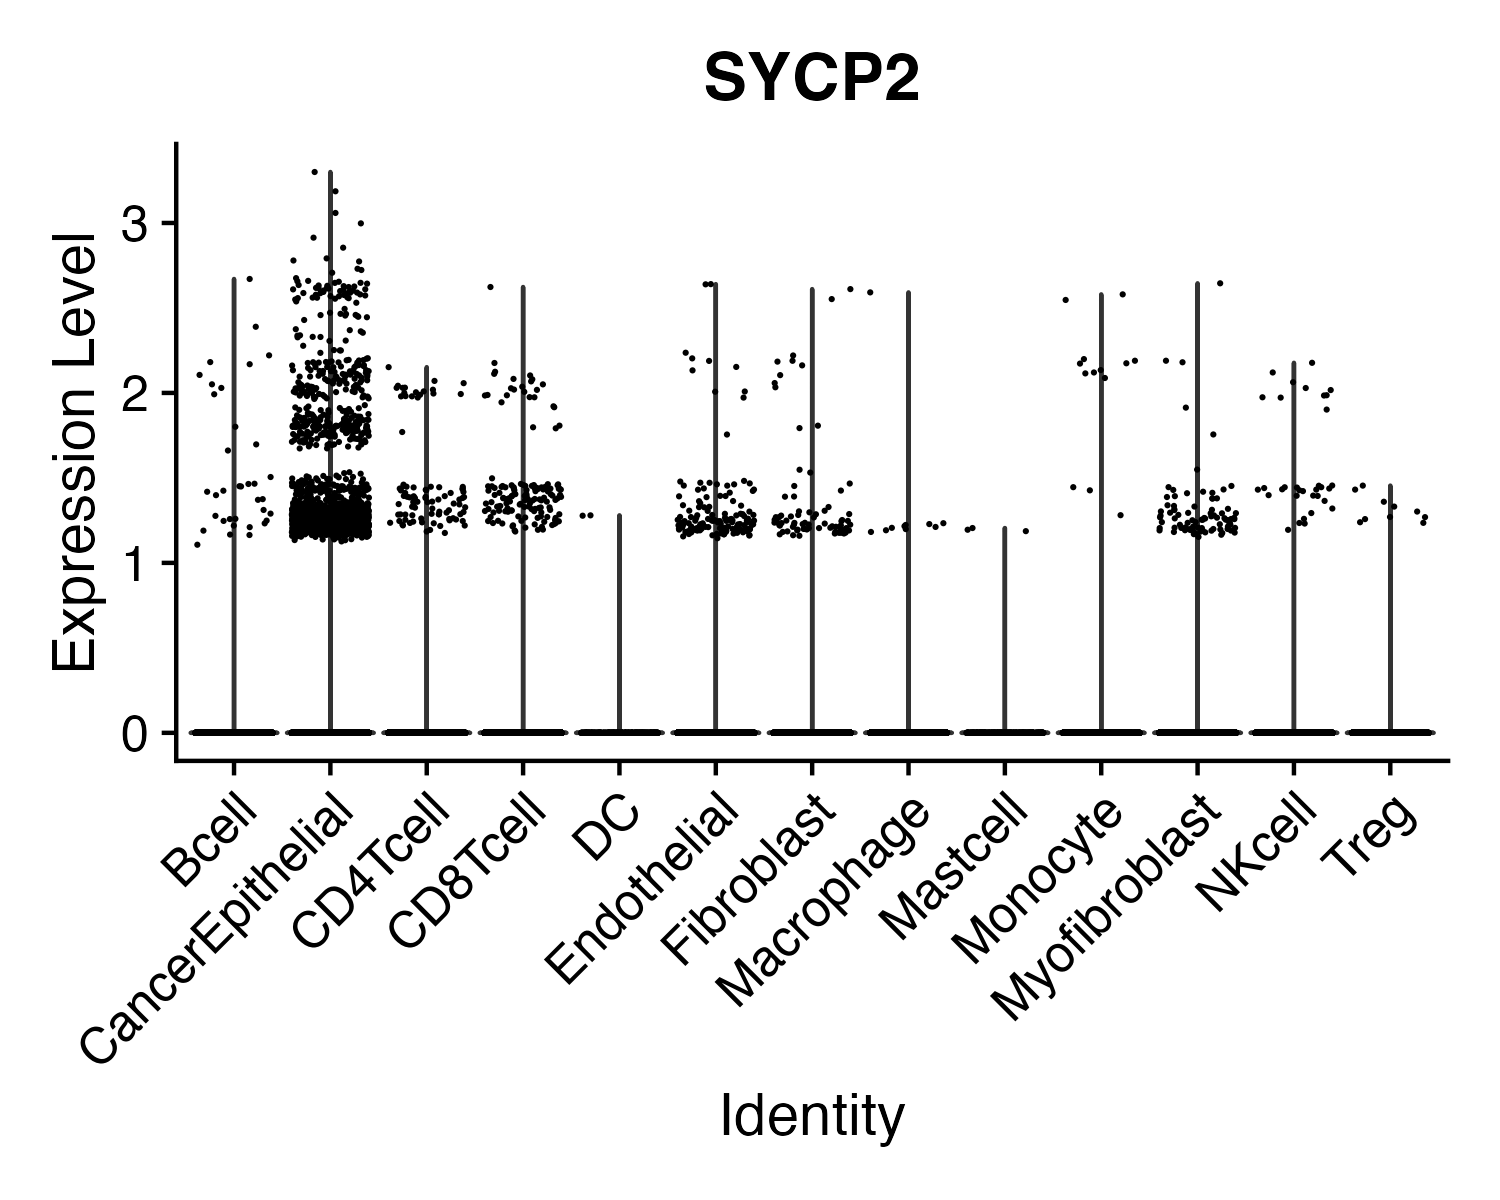 SYCP2
Expression Level
3
2
1
0
Bcell
CancerEpithelial
CD4Tcell
CD8Tcell
DC
Endothelial
Fibroblast
Macrophage
Mastcell
Monocyte
Myofibroblast
NKcell
Treg
Identity